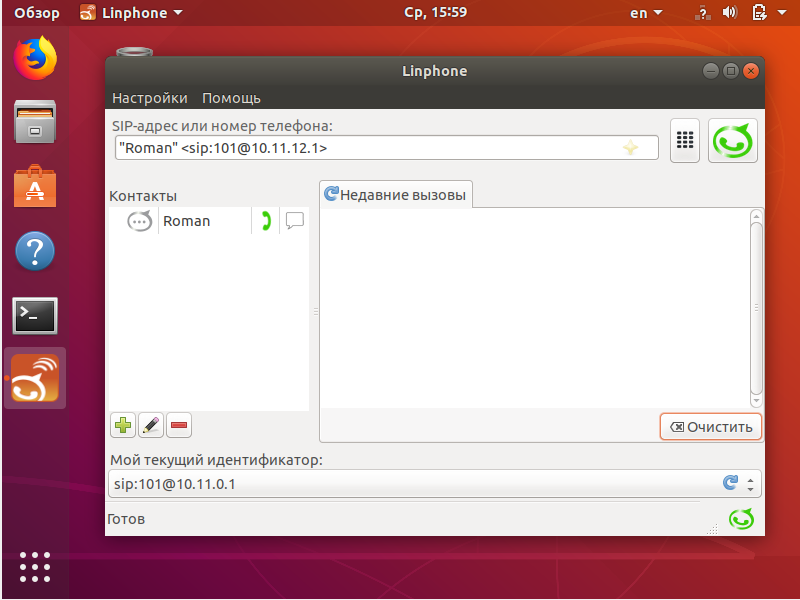 Обзор Linphone Ср, 15:59 en
Linphone
Настройки Помощь
SIP-адрес или номер телефона:
"Roman" <sip:101@10.11.12.1>
Контакты
Недавние вызовы
Roman
Очистить
Мой текущий идентификатор:
sip:101@10.11.0.1
Готов